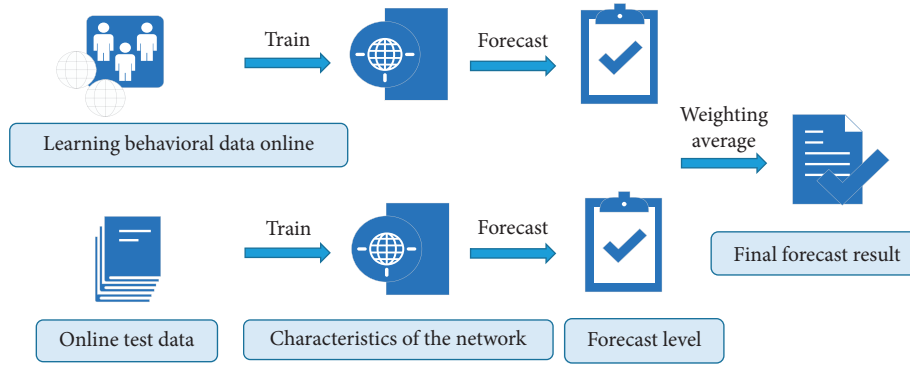 Train
Forecast
Learning behavioral data online
Weighting
average
Train
Forecast
Final forecast result
Online test data
Characteristics of the network
Forecast level